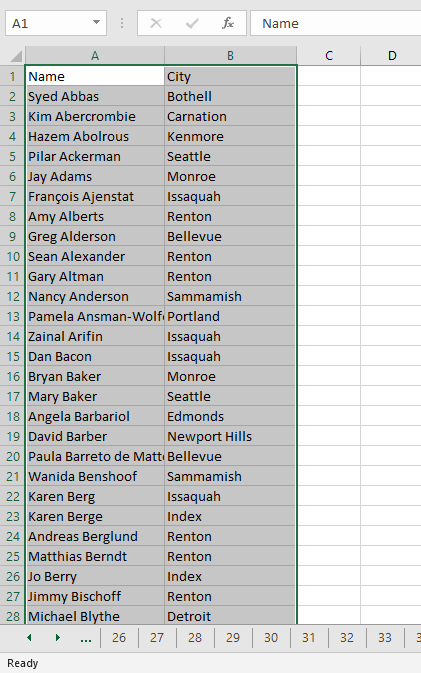 A1 fx Name
A B C D
1 Name City
2 Syed Abbas Bothell
3 Kim Abercrombie Carnation
4 Hazem Abolrous Kenmore
5 Pilar Ackerman Seattle
6 Jay Adams Monroe
7 François Ajenstat Issaquah
8 Amy Alberts Renton
9 Greg Alderson Bellevue
10 Sean Alexander Renton
11 Gary Altman Renton
12 Nancy Anderson Sammamish
13 Pamela Ansman-Wolfe Portland
14 Zainal Arifin Issaquah
15 Dan Bacon Issaquah
16 Bryan Baker Monroe
17 Mary Baker Seattle
18 Angela Barbariol Edmonds
19 David Barber Newport Hills
20 Paula Barreto de Matt Bellevue
21 Wanida Benshoof Sammamish
22 Karen Berg Issaquah
23 Karen Berge Index
24 Andreas Berglund Renton
25 Matthias Berndt Renton
26 Jo Berry Index
27 Jimmy Bischoff Renton
28 Michael Blythe Detroit
... 26 27 28 29 30 31 32 33
Ready